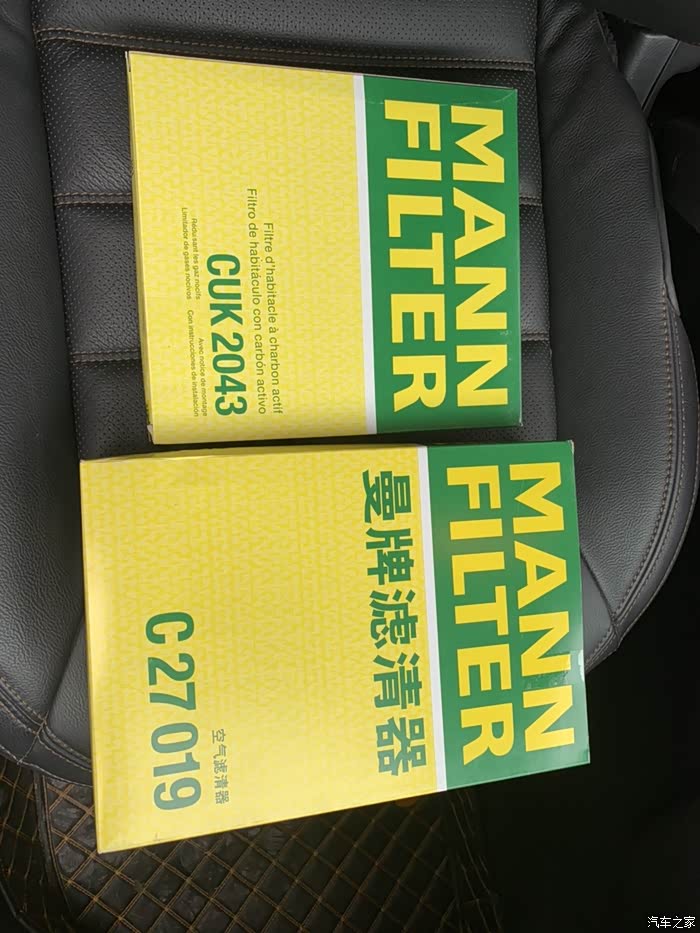 MANN
FILTER
Filtre d'habitacle à charbon actif
Filtro de habitáculo con carbón activo
CUK 2043
Réduisant les gaz nocifs
Limitador de gases nocivos
Avec notice de montage
Con instrucciones de instalación
MANN
FILTER
曼牌滤清器
空气滤清器
C 27 019
汽车之家